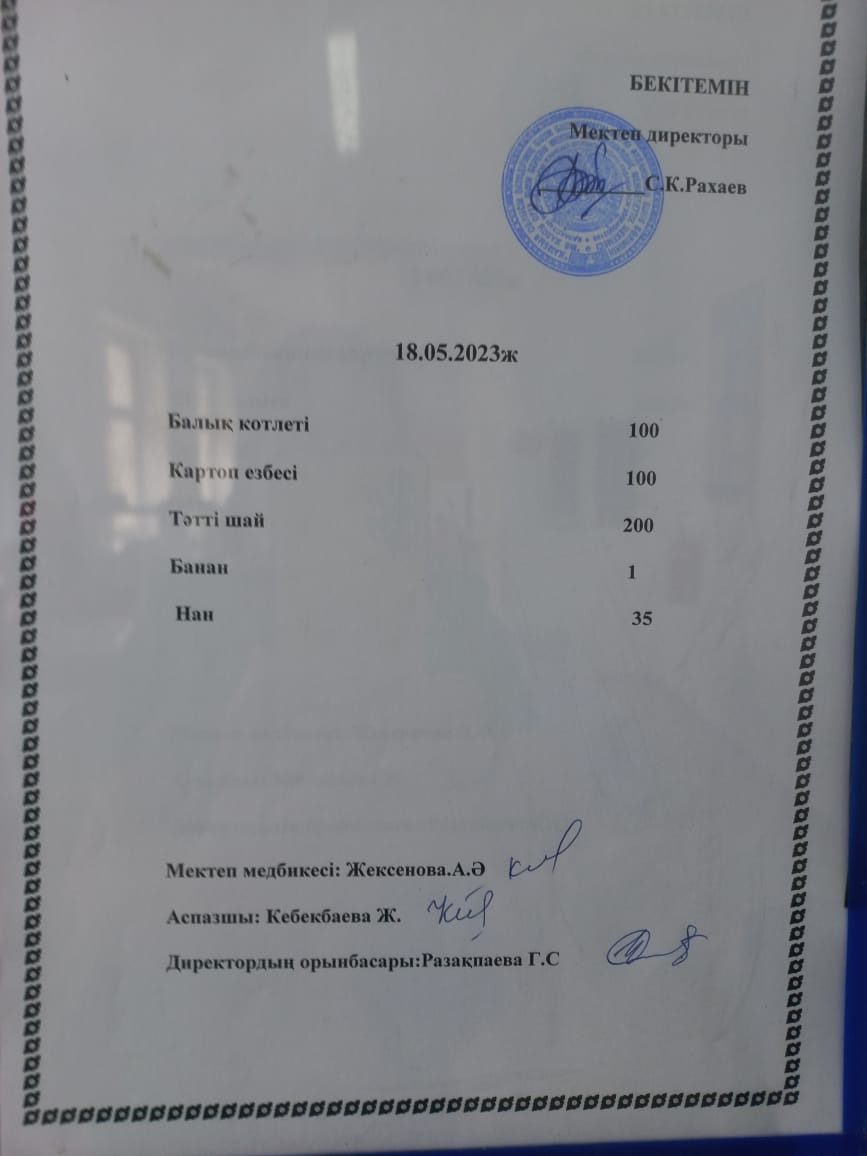 БЕКІТЕМІН
Мектеп директоры
__________С.К.Рахаев
18.05.2023ж
Балық котлеті 100
Картоп езбесі 100
Тәтті шай 200
Банан 1
Нан 35
Мектеп медбикесі: Жексенова.А.Ә
Аспазшы: Кебекбаева Ж.
Директордың орынбасары:Разақпаева Г.С